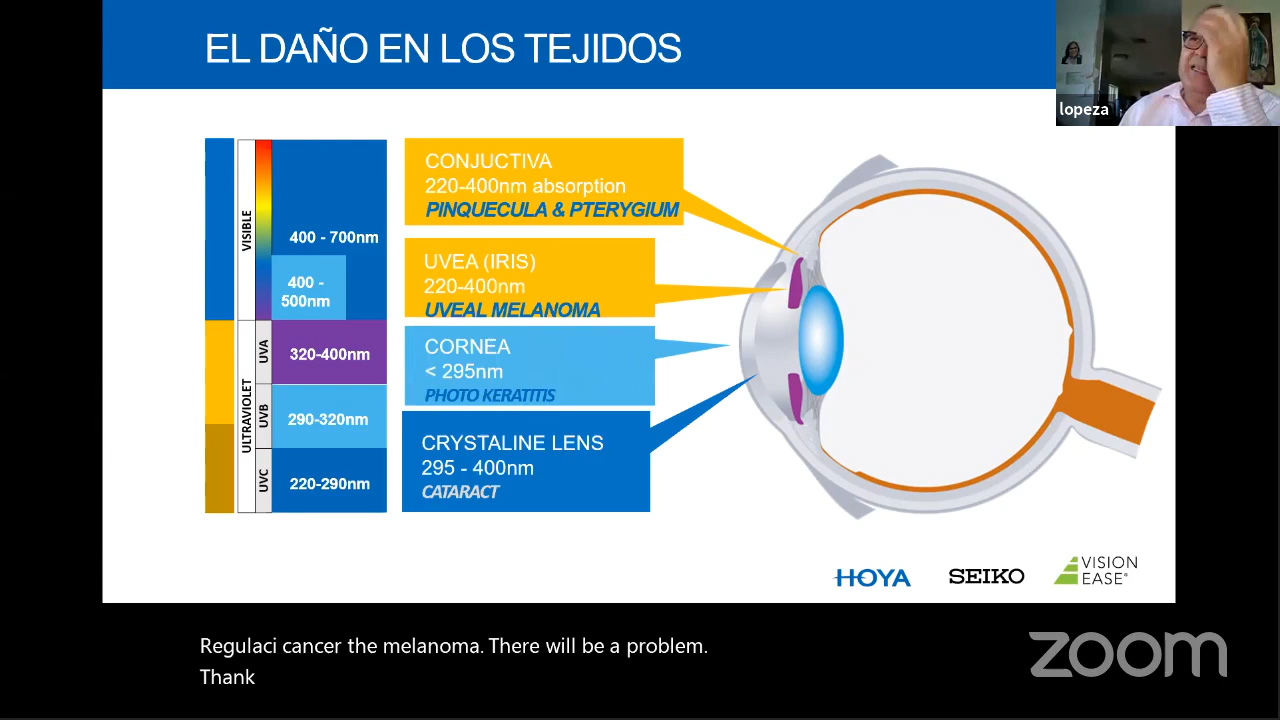 EL DAÑO EN LOS TEJIDOS
lopeza
VISIBLE
400 - 700nm
400 -
500nm
ULTRAVIOLET
UVA
320-400nm
UVB
290-320nm
UVC
220-290nm
CONJUCTIVA
220-400nm absorption
PINQUECULA & PTERYGIUM
UVEA (IRIS)
220-400nm
UVEAL MELANOMA
CORNEA
< 295nm
PHOTO KERATITIS
CRYSTALINE LENS
295 - 400nm
CATARACT
HOYA
SEIKO
VISION
EASE®
Regulaci cancer the melanoma. There will be a problem.
Thank
zoom